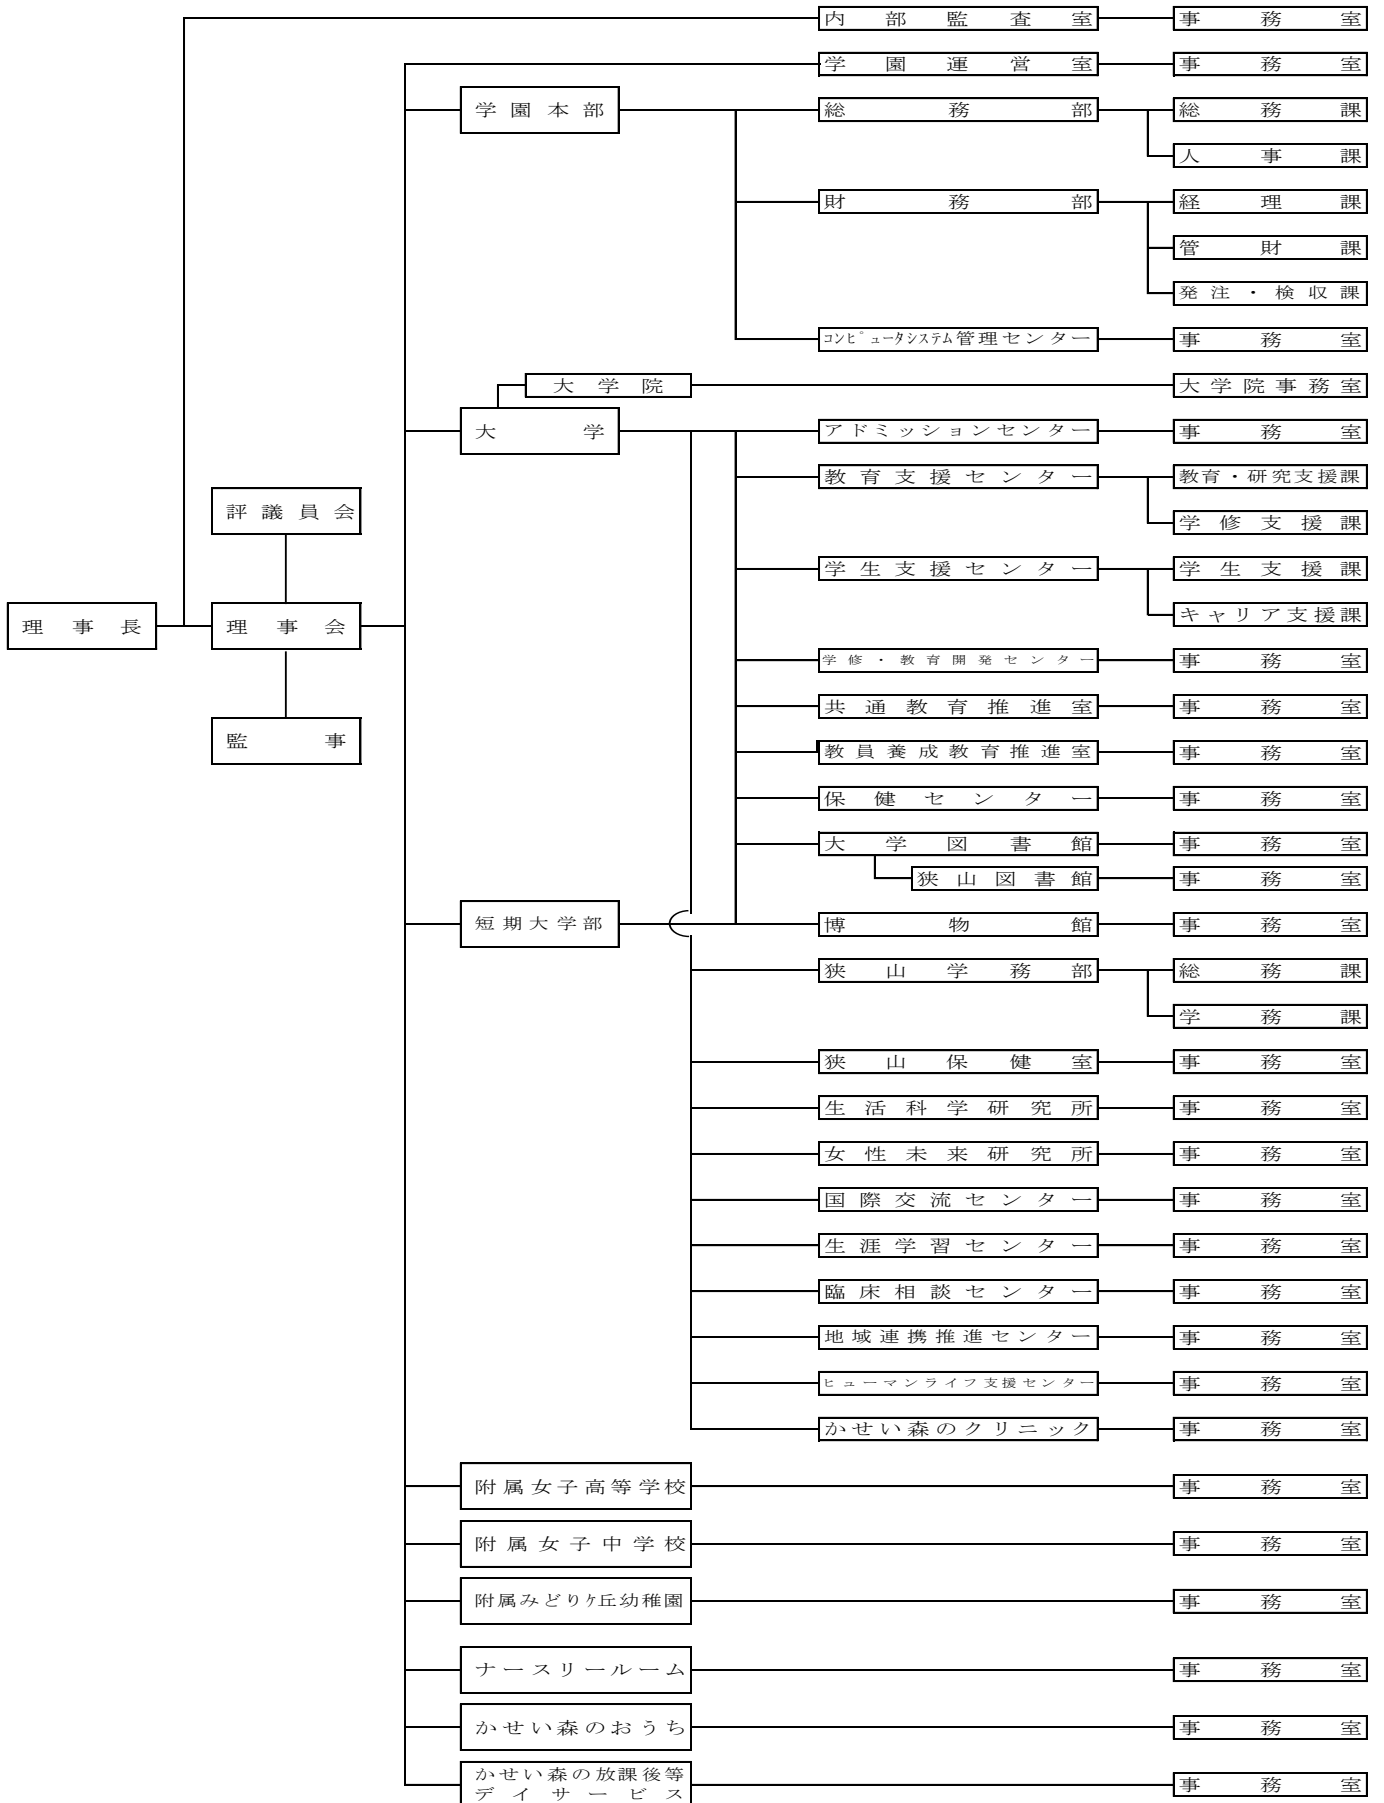 内部監査室 事務室
学園運営室 事務室
学園本部 総務部 総務課
人事課
財務部 経理課
管財課
発注・検収課
コンピュータシステム管理センター 事務室
大学院 大学院事務室
大学 アドミッションセンター 事務室
教育支援センター 教育・研究支援課
評議員会 学修支援課
学生支援センター 学生支援課
キャリア支援課
理事長 理事会
学修・教育開発センター 事務室
共通教育推進室 事務室
監事
教員養成教育推進室 事務室
保健センター 事務室
大学図書館 事務室
狭山図書館 事務室
短期大学部 博物館 事務室
狭山学務部 総務課
学務課
狭山保健室 事務室
生活科学研究所 事務室
女性未来研究所 事務室
国際交流センター 事務室
生涯学習センター 事務室
臨床相談センター 事務室
地域連携推進センター 事務室
ヒューマンライフ支援センター 事務室
かせい森のクリニック 事務室
附属女子高等学校 事務室
附属女子中学校 事務室
附属みどりケ丘幼稚園 事務室
ナースリールーム 事務室
かせい森のおうち 事務室
かせい森の放課後等
デイサービス 事務室